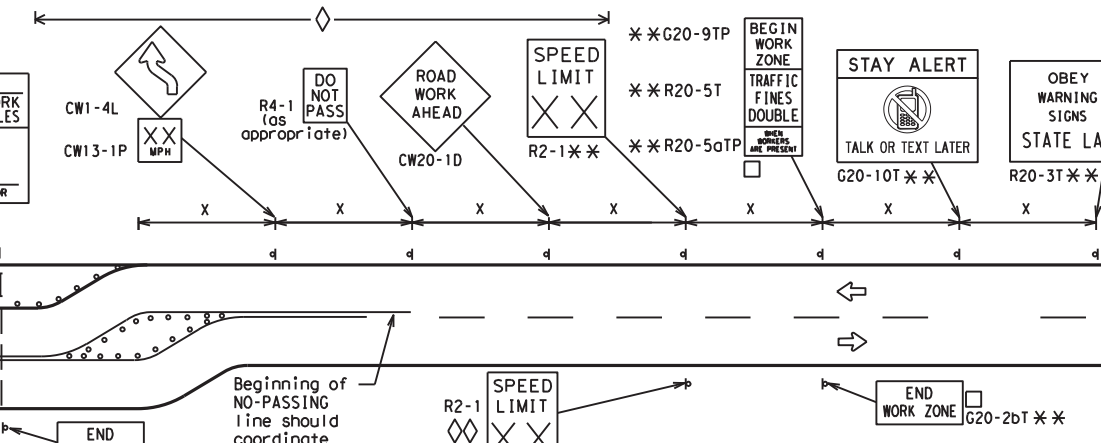 CW1-4L
X X
MPH
CW13-1P
DO
NOT
PASS
R4-1
(as
appropriate)
ROAD
WORK
AHEAD
CW20-1D
SPEED
LIMIT
X X
R2-1**
**G20-9TP
**R20-5T
**R20-5aTP
BEGIN
WORK
ZONE
TRAFFIC
FINES
DOUBLE
WHEN
WORKERS
ARE PRESENT
STAY ALERT
TALK OR TEXT LATER
G20-10T **
OBEY
WARNING
SIGNS
STATE LA
R20-3T **
RK
LES
R
X X X X X X X
Beginning of
NO-PASSING
line should
coordinate
R2-1
SPEED
LIMIT
X X
END
WORK ZONE
G20-2bT **
END